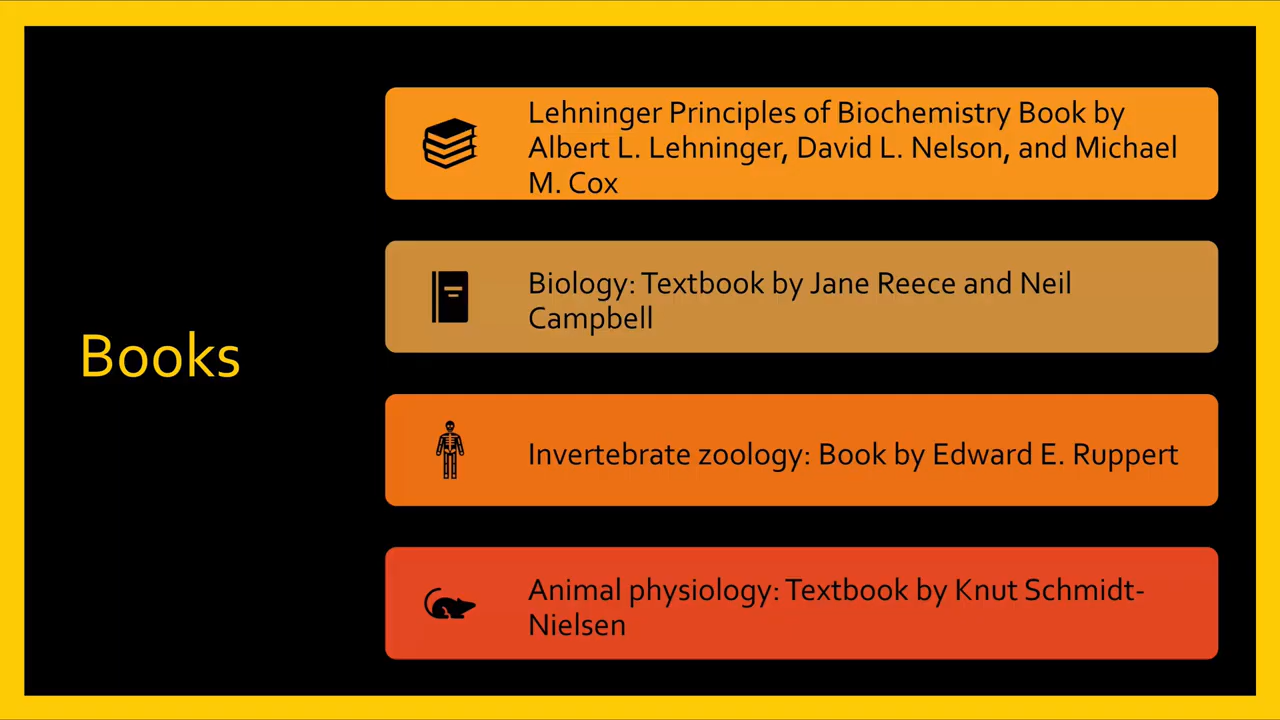 Books
Lehninger Principles of Biochemistry Book by
Albert L. Lehninger, David L. Nelson, and Michael
M. Cox
Biology: Textbook by Jane Reece and Neil
Campbell
Invertebrate zoology: Book by Edward E. Ruppert
Animal physiology: Textbook by Knut Schmidt-
Nielsen